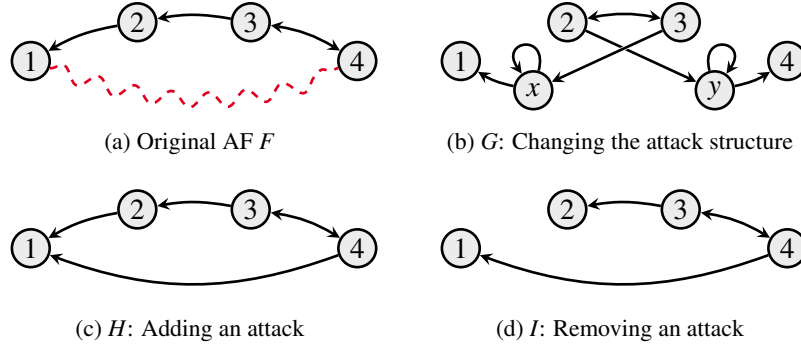 2 3
1 4
(a) Original AF F
2 3
1 x y 4
(b) G: Changing the attack structure
2 3
1 4
(c) H: Adding an attack
2 3
1 4
(d) I: Removing an attack